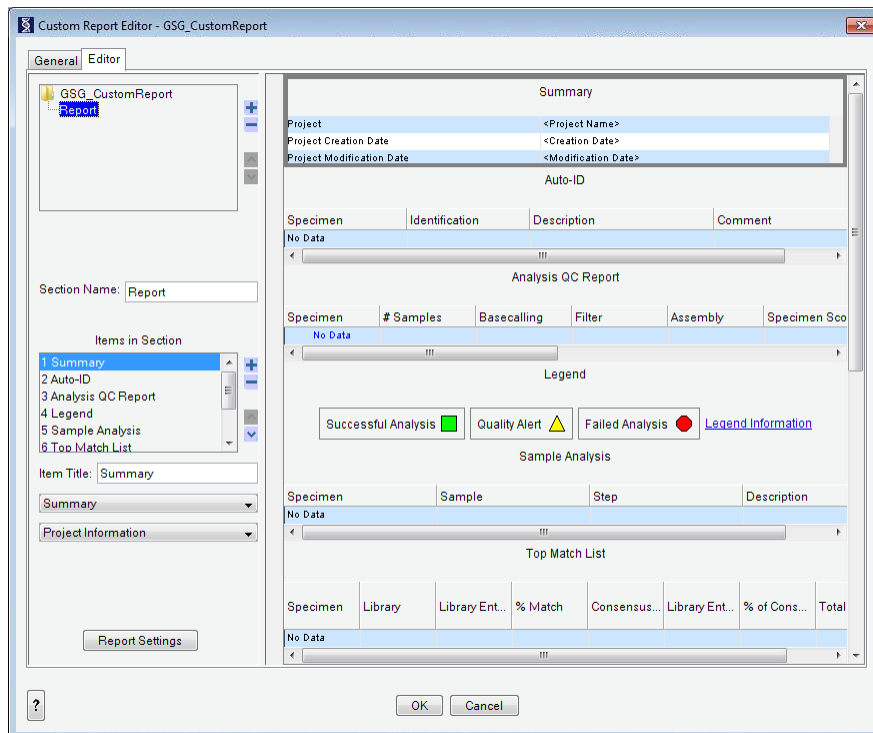 Custom Report Editor - GSG_CustomReport
General Editor
GSG_CustomReport
Report
Section Name: Report
Items in Section
1 Summary
2 Auto-ID
3 Analysis QC Report
4 Legend
5 Sample Analysis
6 Top Match List
Item Title: Summary
Summary
Project Information
Report Settings
Summary
Project <Project Name>
Project Creation Date <Creation Date>
Project Modification Date <Modification Date>
Auto-ID
Specimen Identification Description Comment
No Data
Analysis QC Report
Specimen # Samples Basecalling Filter Assembly Specimen Sco
No Data
Legend
Successful Analysis Quality Alert Failed Analysis Legend Information
Sample Analysis
Specimen Sample Step Description
No Data
Top Match List
Specimen Library Library Ent... % Match Consensus... Library Ent... % of Cons... Total
No Data
? OK Cancel